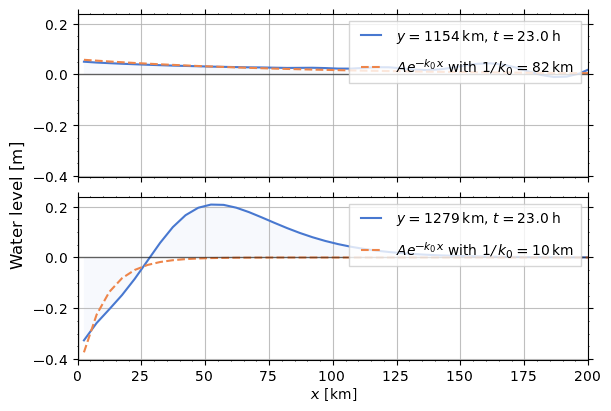 0.2
0.0
−0.2
−0.4
y = 1154 km, t = 23.0 h
Ae^{−k₀x} with 1/k₀ = 82 km
Water level [m]
0.2
0.0
−0.2
−0.4
y = 1279 km, t = 23.0 h
Ae^{−k₀x} with 1/k₀ = 10 km
0 25 50 75 100 125 150 175 200
x [km]